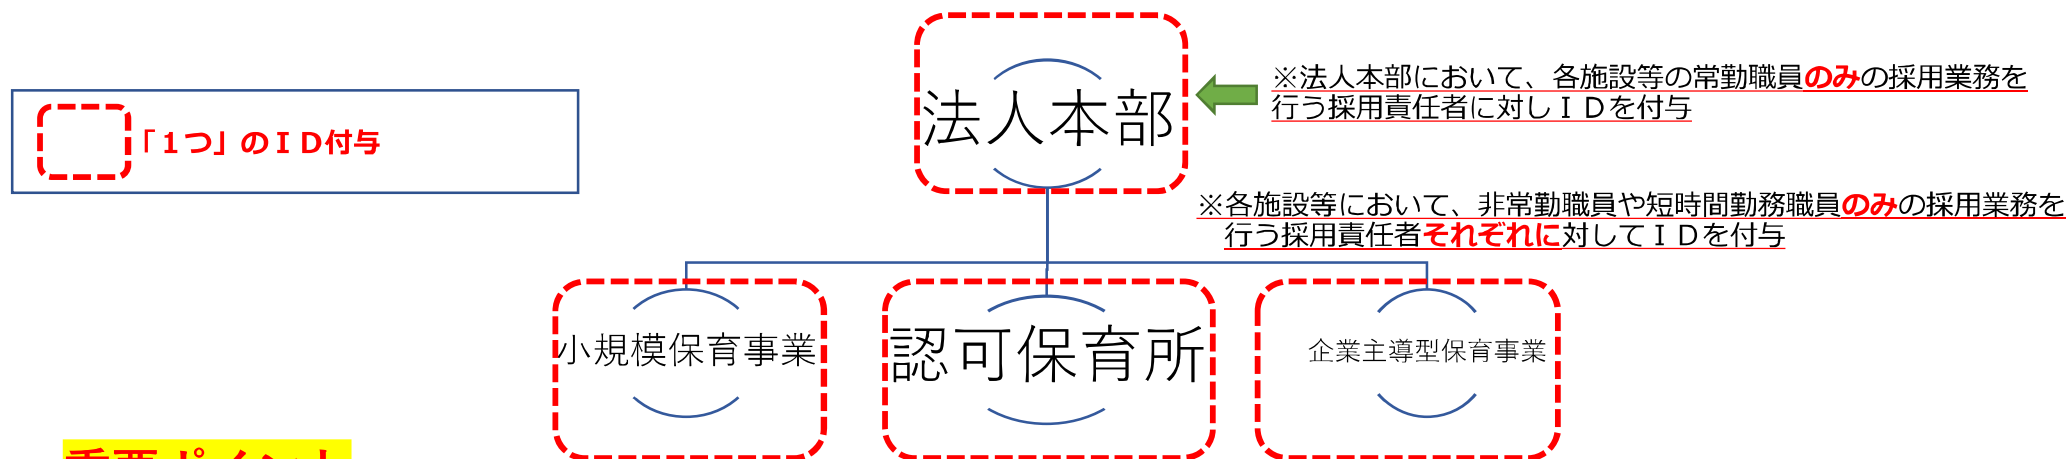 法人本部
※法人本部において、各施設等の常勤職員のみの採用業務を
行う採用責任者に対しＩＤを付与
「１つ」のＩＤ付与
※各施設等において、非常勤職員や短時間勤務職員のみの採用業務を
行う採用責任者それぞれに対してＩＤを付与
小規模保育事業
認可保育所
企業主導型保育事業
重要ポイント